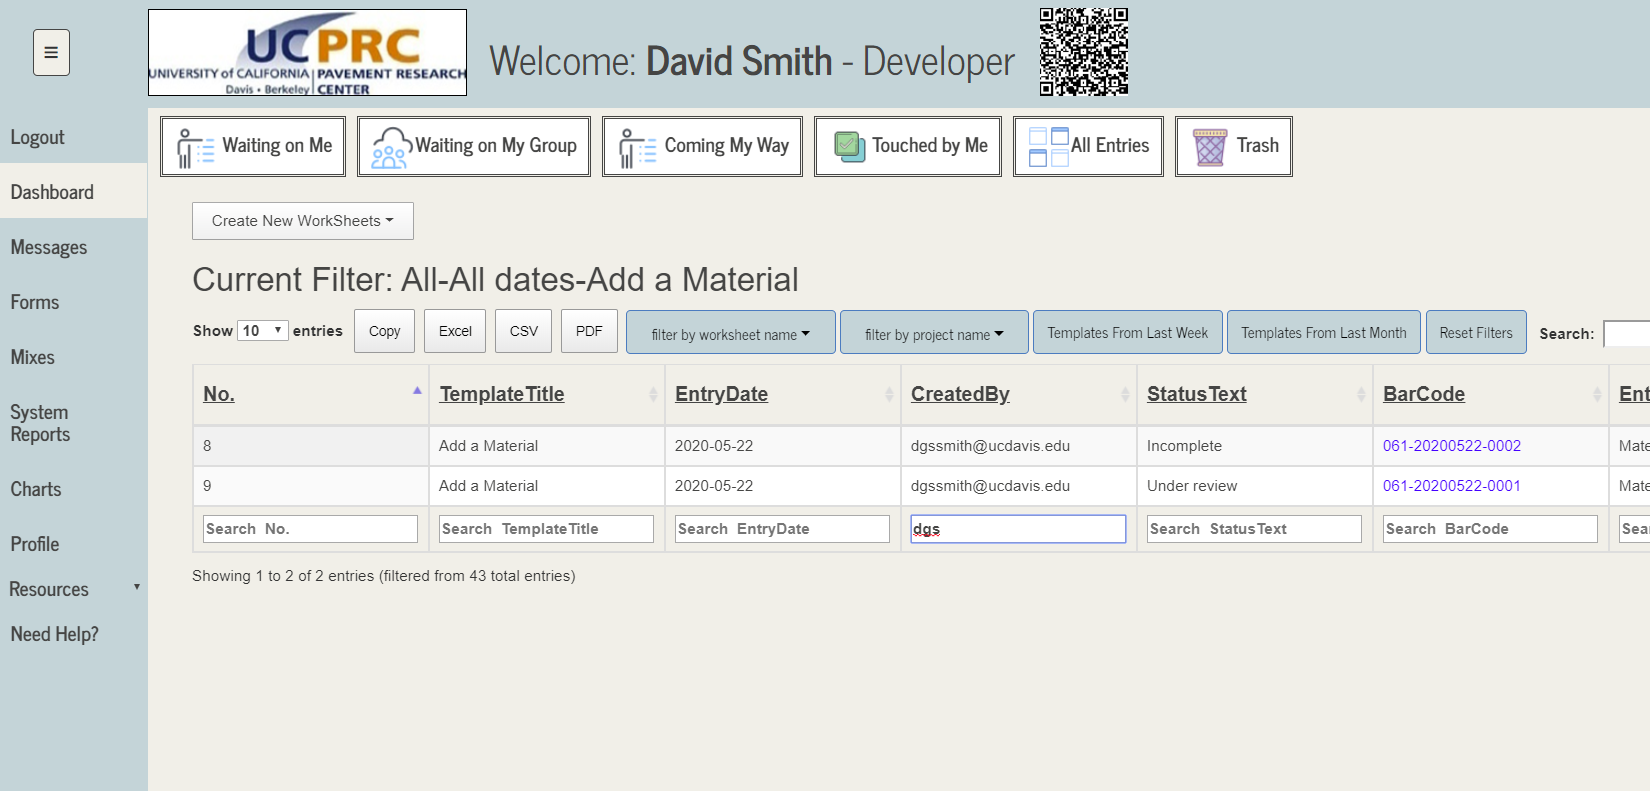 ☰
UCPRC
UNIVERSITY of CALIFORNIA | PAVEMENT RESEARCH
Davis • Berkeley | CENTER
Welcome: David Smith - Developer
Logout
Dashboard
Messages
Forms
Mixes
System
Reports
Charts
Profile
Resources
Need Help?
Waiting on Me
Waiting on My Group
Coming My Way
Touched by Me
All Entries
Trash
Create New WorkSheets
Current Filter: All-All dates-Add a Material
Show 10 entries
Copy
Excel
CSV
PDF
filter by worksheet name
filter by project name
Templates From Last Week
Templates From Last Month
Reset Filters
Search:
No. TemplateTitle EntryDate CreatedBy StatusText BarCode Ent
8 Add a Material 2020-05-22 dgssmith@ucdavis.edu Incomplete 061-20200522-0002 Mate
9 Add a Material 2020-05-22 dgssmith@ucdavis.edu Under review 061-20200522-0001 Mate
Search No. Search TemplateTitle Search EntryDate dgs Search StatusText Search BarCode Sea
Showing 1 to 2 of 2 entries (filtered from 43 total entries)